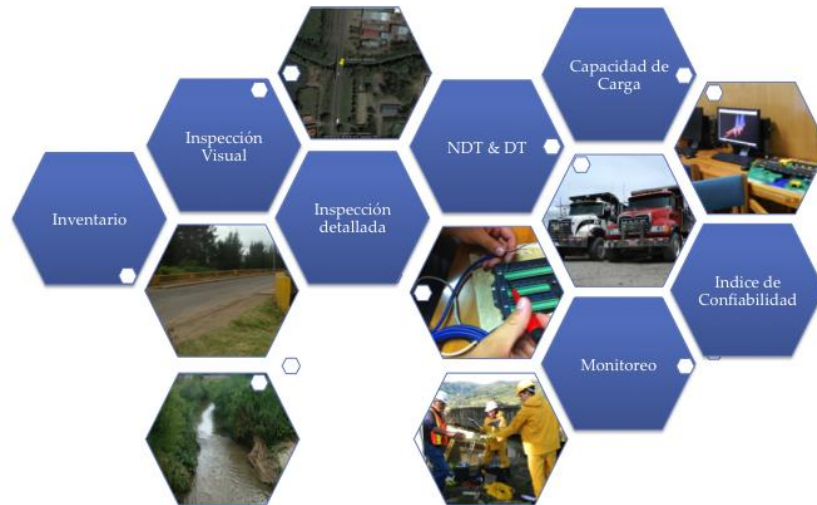 Inventario
Inspección
Visual
Inspección
detallada
NDT & DT
Capacidad de
Carga
Monitoreo
Indice de
Confiabilidad